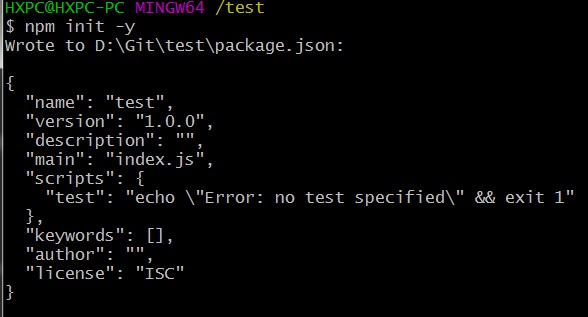 HXPC@HXPC-PC MINGW64 /test
$ npm init -y
Wrote to D:\Git\test\package.json:

{
  "name": "test",
  "version": "1.0.0",
  "description": "",
  "main": "index.js",
  "scripts": {
    "test": "echo \"Error: no test specified\" && exit 1"
  },
  "keywords": [],
  "author": "",
  "license": "ISC"
}